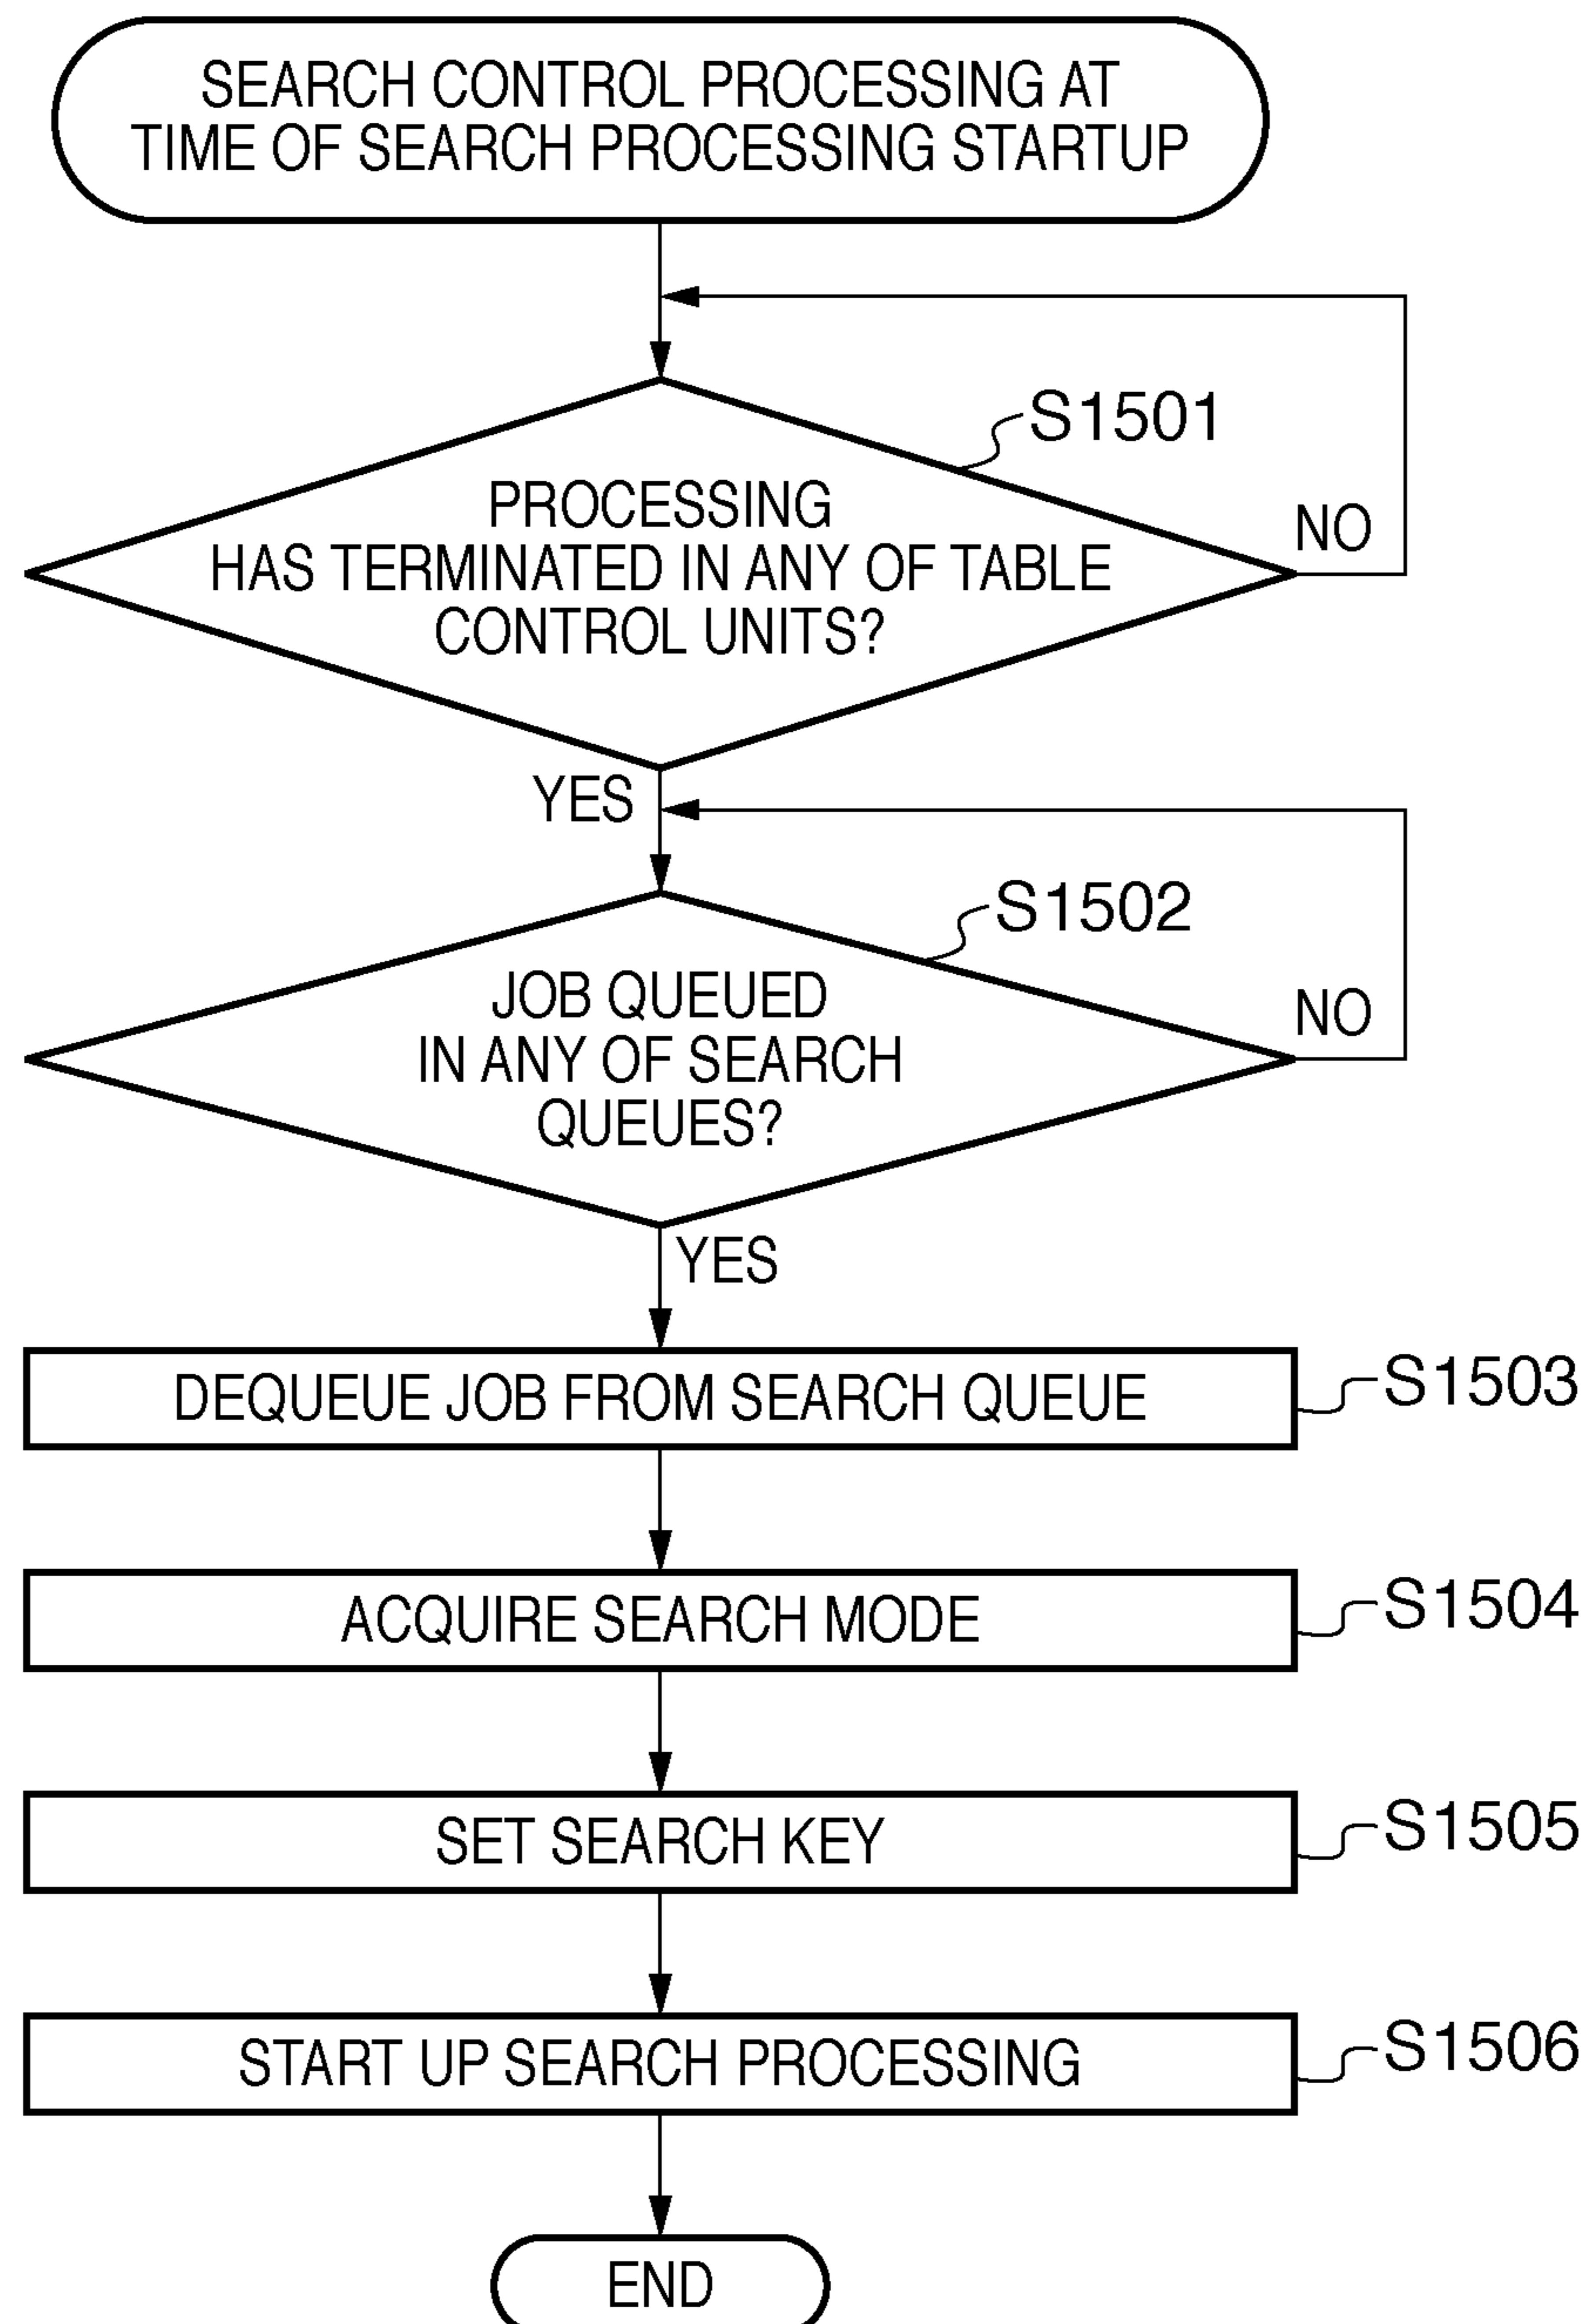 SEARCH CONTROL PROCESSING AT
TIME OF SEARCH PROCESSING STARTUP
S1501
PROCESSING
HAS TERMINATED IN ANY OF TABLE
CONTROL UNITS?
NO
YES
S1502
JOB QUEUED
IN ANY OF SEARCH
QUEUES?
NO
YES
DEQUEUE JOB FROM SEARCH QUEUE
S1503
ACQUIRE SEARCH MODE
S1504
SET SEARCH KEY
S1505
START UP SEARCH PROCESSING
S1506
END